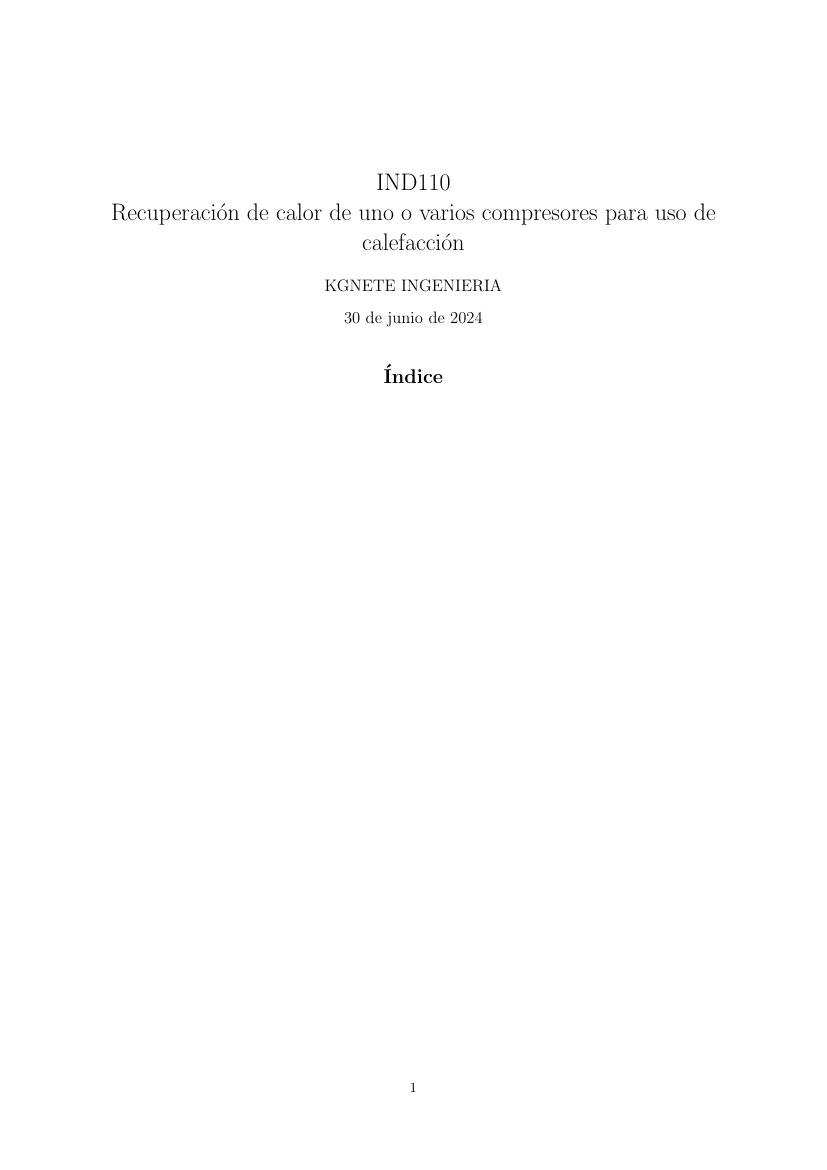 IND110
Recuperación de calor de uno o varios compresores para uso de
calefacción
KGNETE INGENIERIA
30 de junio de 2024
Índice
1